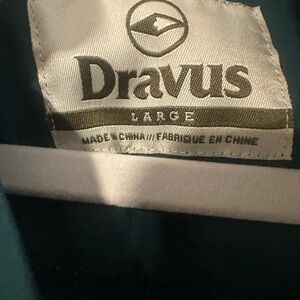 Dravus
LARGE
MADE IN CHINA /// FABRIQUE EN CHINE